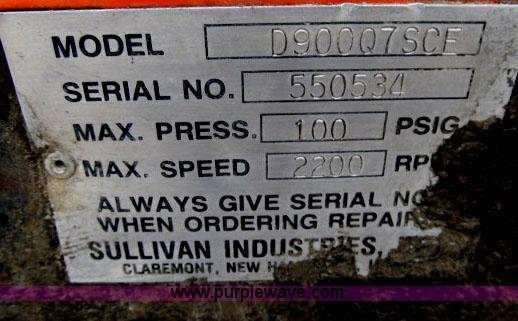 MODEL D900Q7SCE
SERIAL NO. 550534
MAX. PRESS. 100 PSIG
MAX. SPEED 2200
ALWAYS GIVE SERIAL
WHEN ORDERING
SULLIVAN INDUSTRIES,
CLAREMONT, NEW
www.purplewave.com